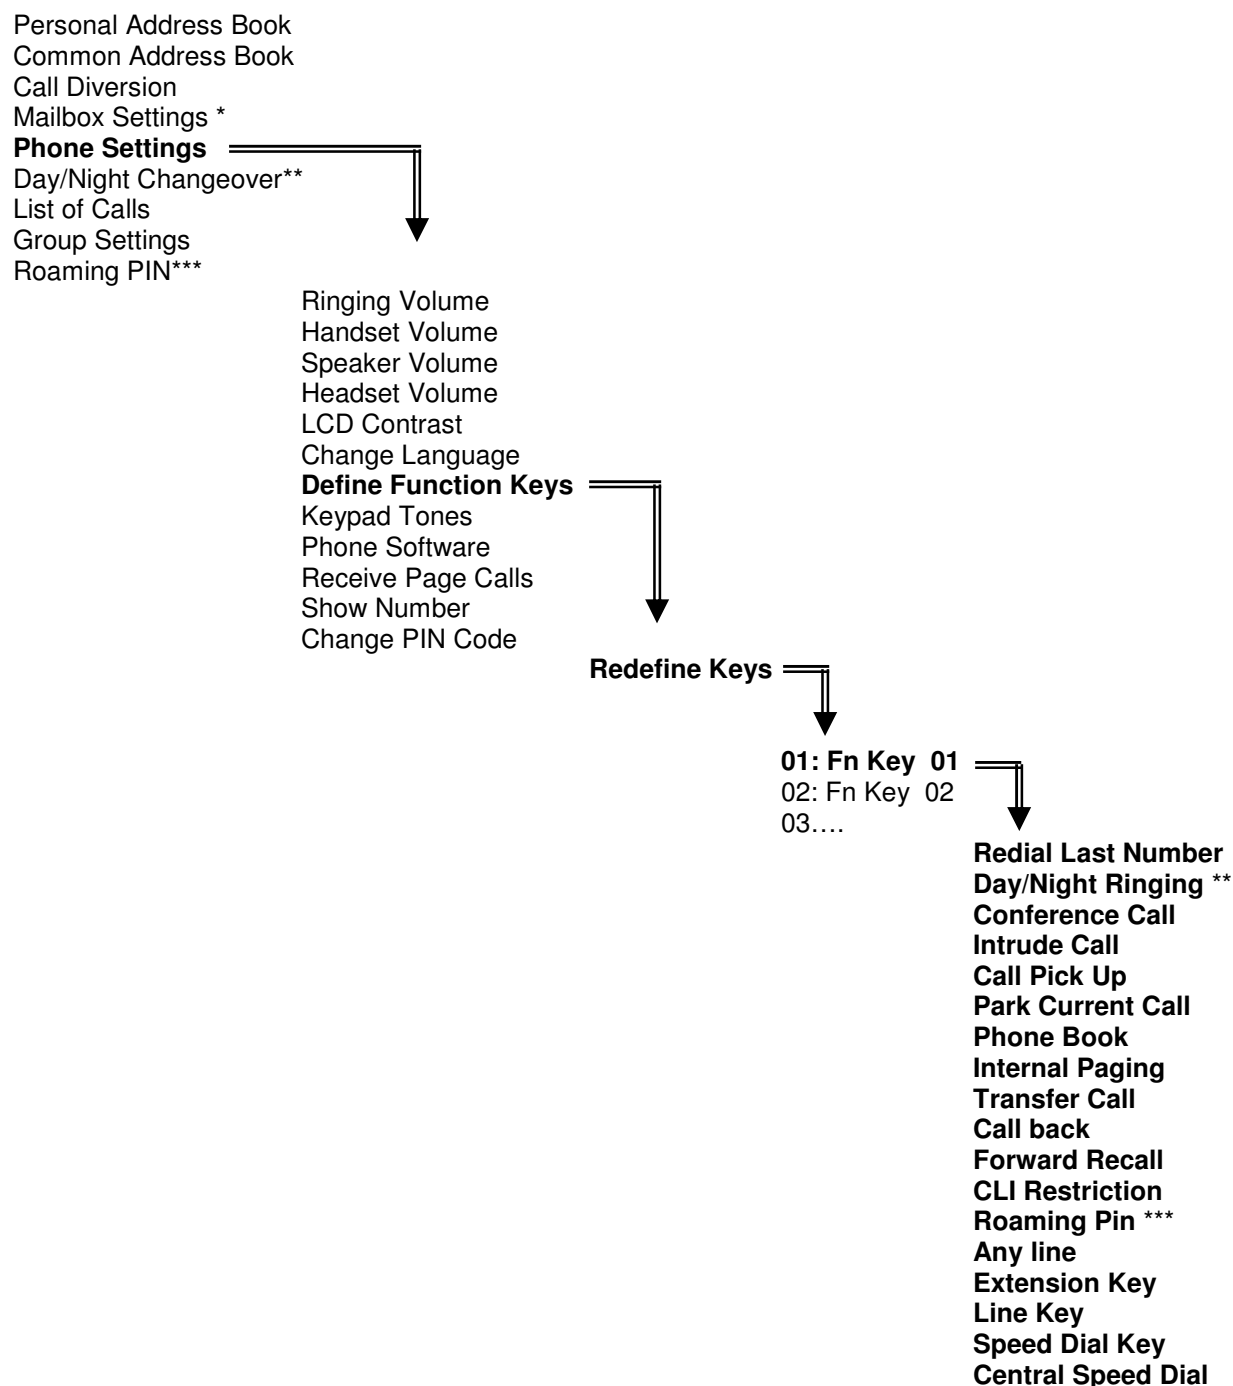 Personal Address Book
Common Address Book
Call Diversion
Mailbox Settings *
Phone Settings
Day/Night Changeover**
List of Calls
Group Settings
Roaming PIN***
Ringing Volume
Handset Volume
Speaker Volume
Headset Volume
LCD Contrast
Change Language
Define Function Keys
Keypad Tones
Phone Software
Receive Page Calls
Show Number
Change PIN Code
Redefine Keys
01: Fn Key 01
02: Fn Key 02
03....
Redial Last Number
Day/Night Ringing **
Conference Call
Intrude Call
Call Pick Up
Park Current Call
Phone Book
Internal Paging
Transfer Call
Call back
Forward Recall
CLI Restriction
Roaming Pin ***
Any line
Extension Key
Line Key
Speed Dial Key
Central Speed Dial